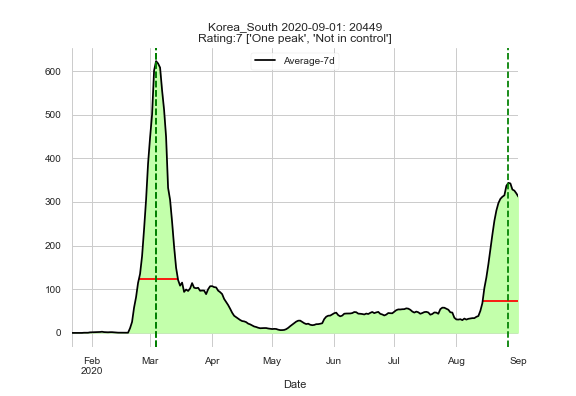 Korea_South 2020-09-01: 20449
Rating:7 ['One peak', 'Not in control']
Average-7d
600
500
400
300
200
100
0
Feb Mar Apr May Jun Jul Aug Sep
2020
Date